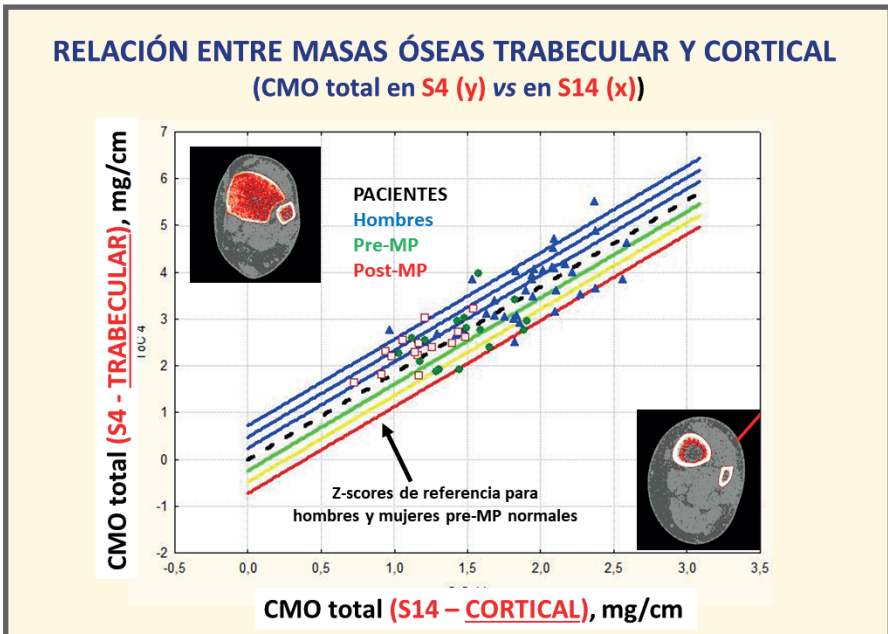 RELACIÓN ENTRE MASAS ÓSEAS TRABECULAR Y CORTICAL
(CMO total en S4 (y) vs en S14 (x))
CMO total (S4 - TRABECULAR), mg/cm
7
6
5
4
3
2
1
0
-1
-2
PACIENTES
Hombres
Pre-MP
Post-MP
Z-scores de referencia para
hombres y mujeres pre-MP normales
-0,5
0,0
0,5
1,0
1,5
2,0
2,5
3,0
3,5
CMO total (S14 – CORTICAL), mg/cm